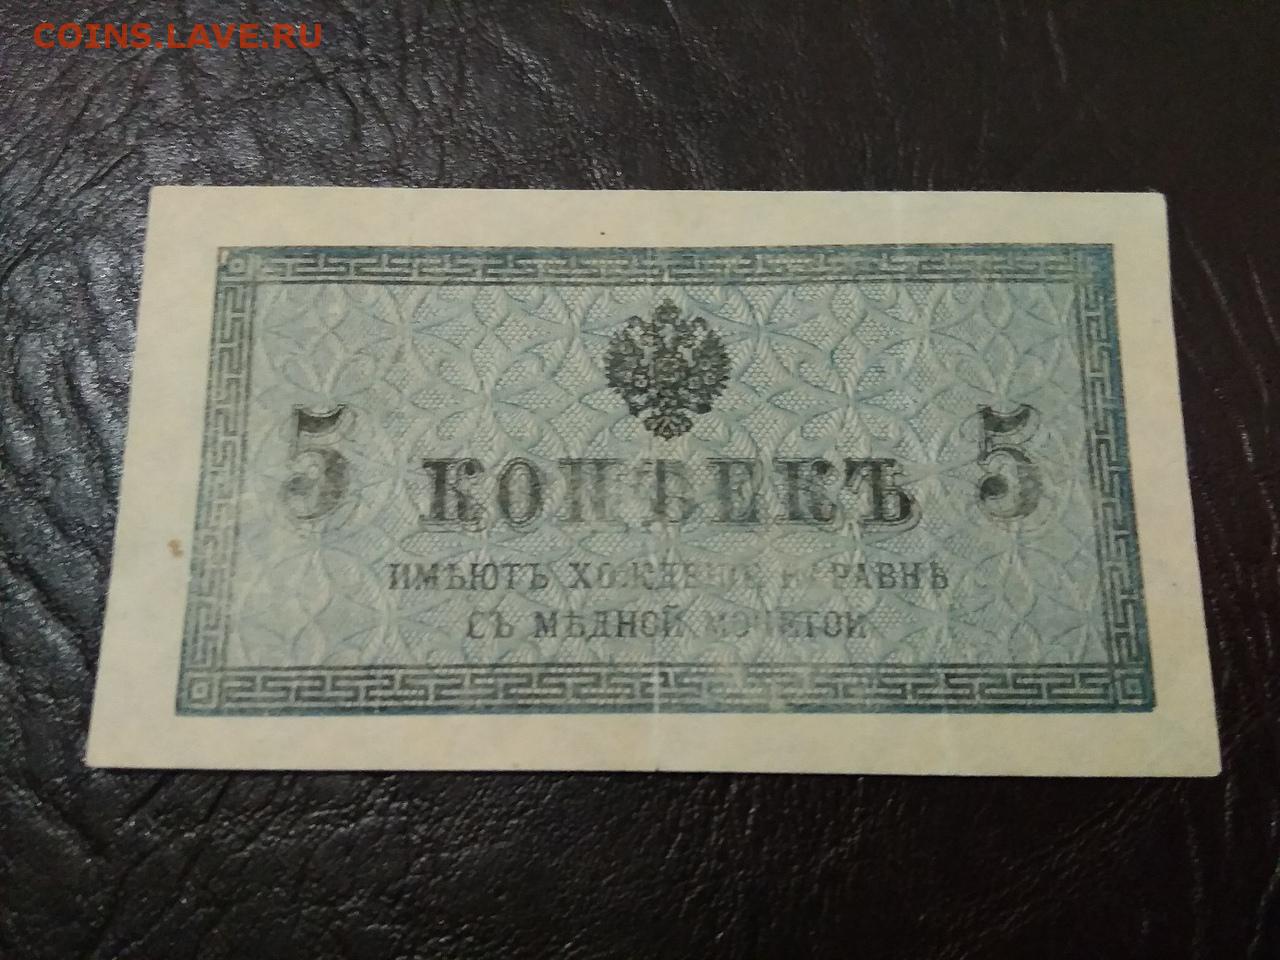 COINS.LAVE.RU
5 КОПѢЕКЪ 5
ИМѢЮТЪ ХОЖДЕНІЕ НАРАВНѢ
СЪ МѢДНОЙ МОНЕТОЙ